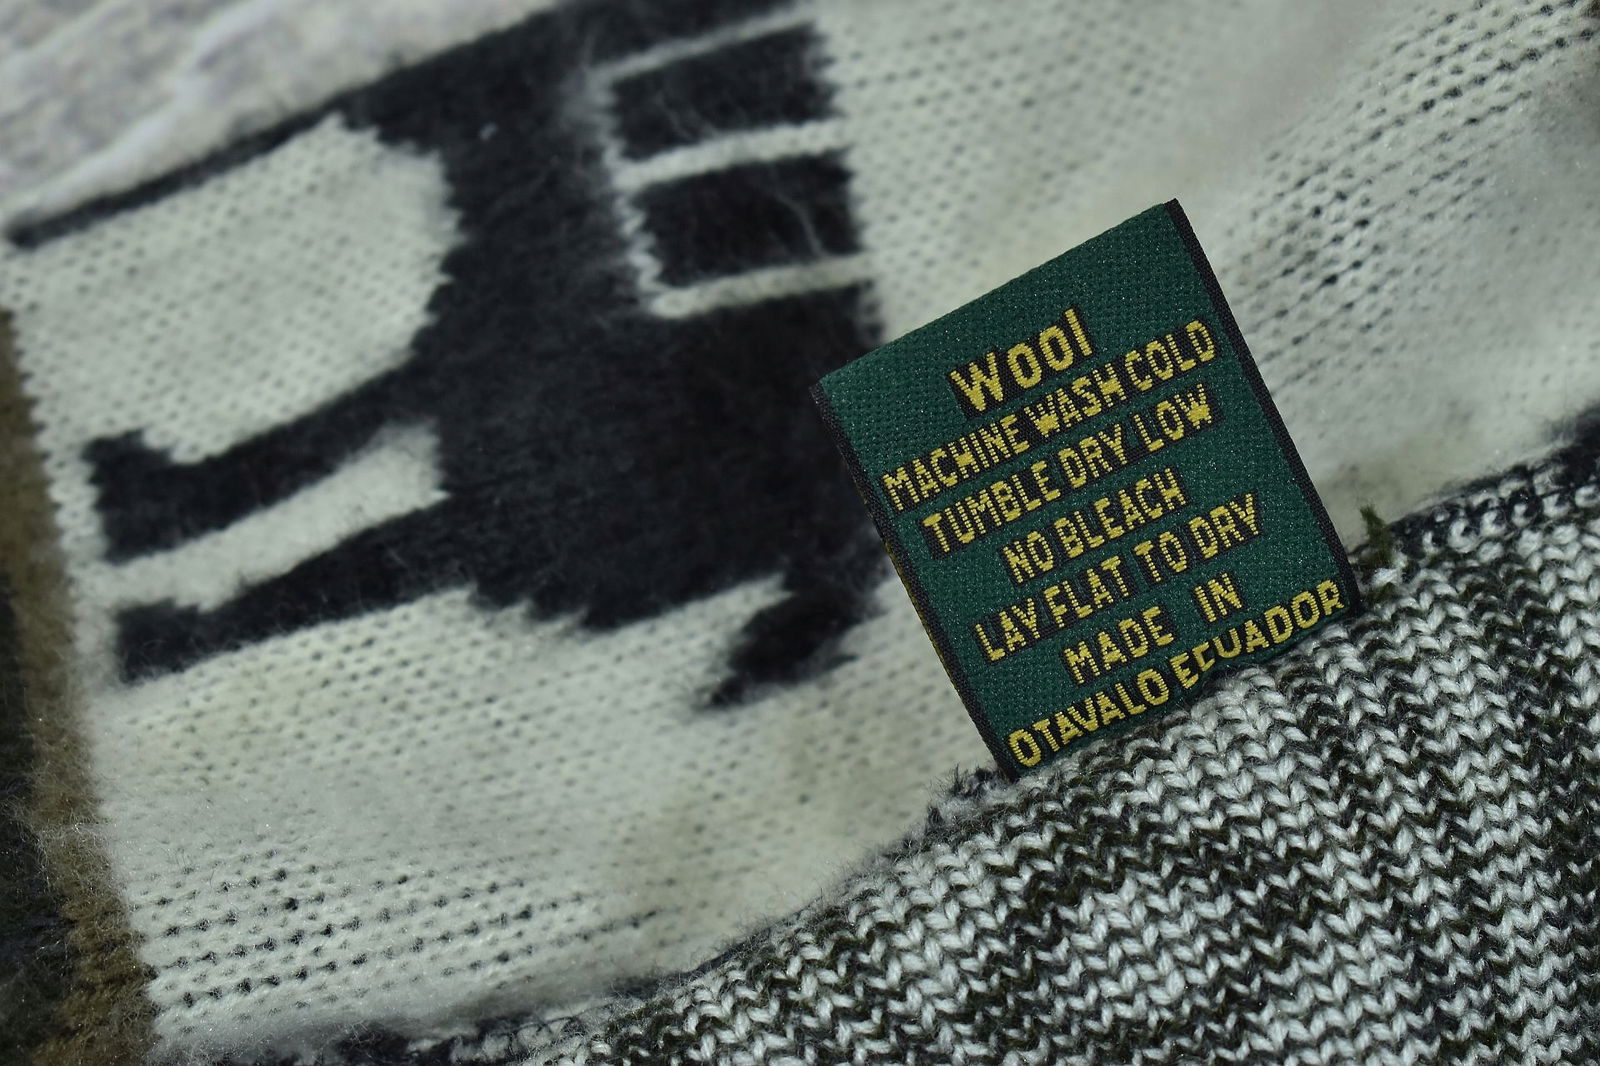 Wool
MACHINE WASH COLD
TUMBLE DRY LOW
NO BLEACH
LAY FLAT TO DRY
MADE IN
OTAVALO ECUADOR